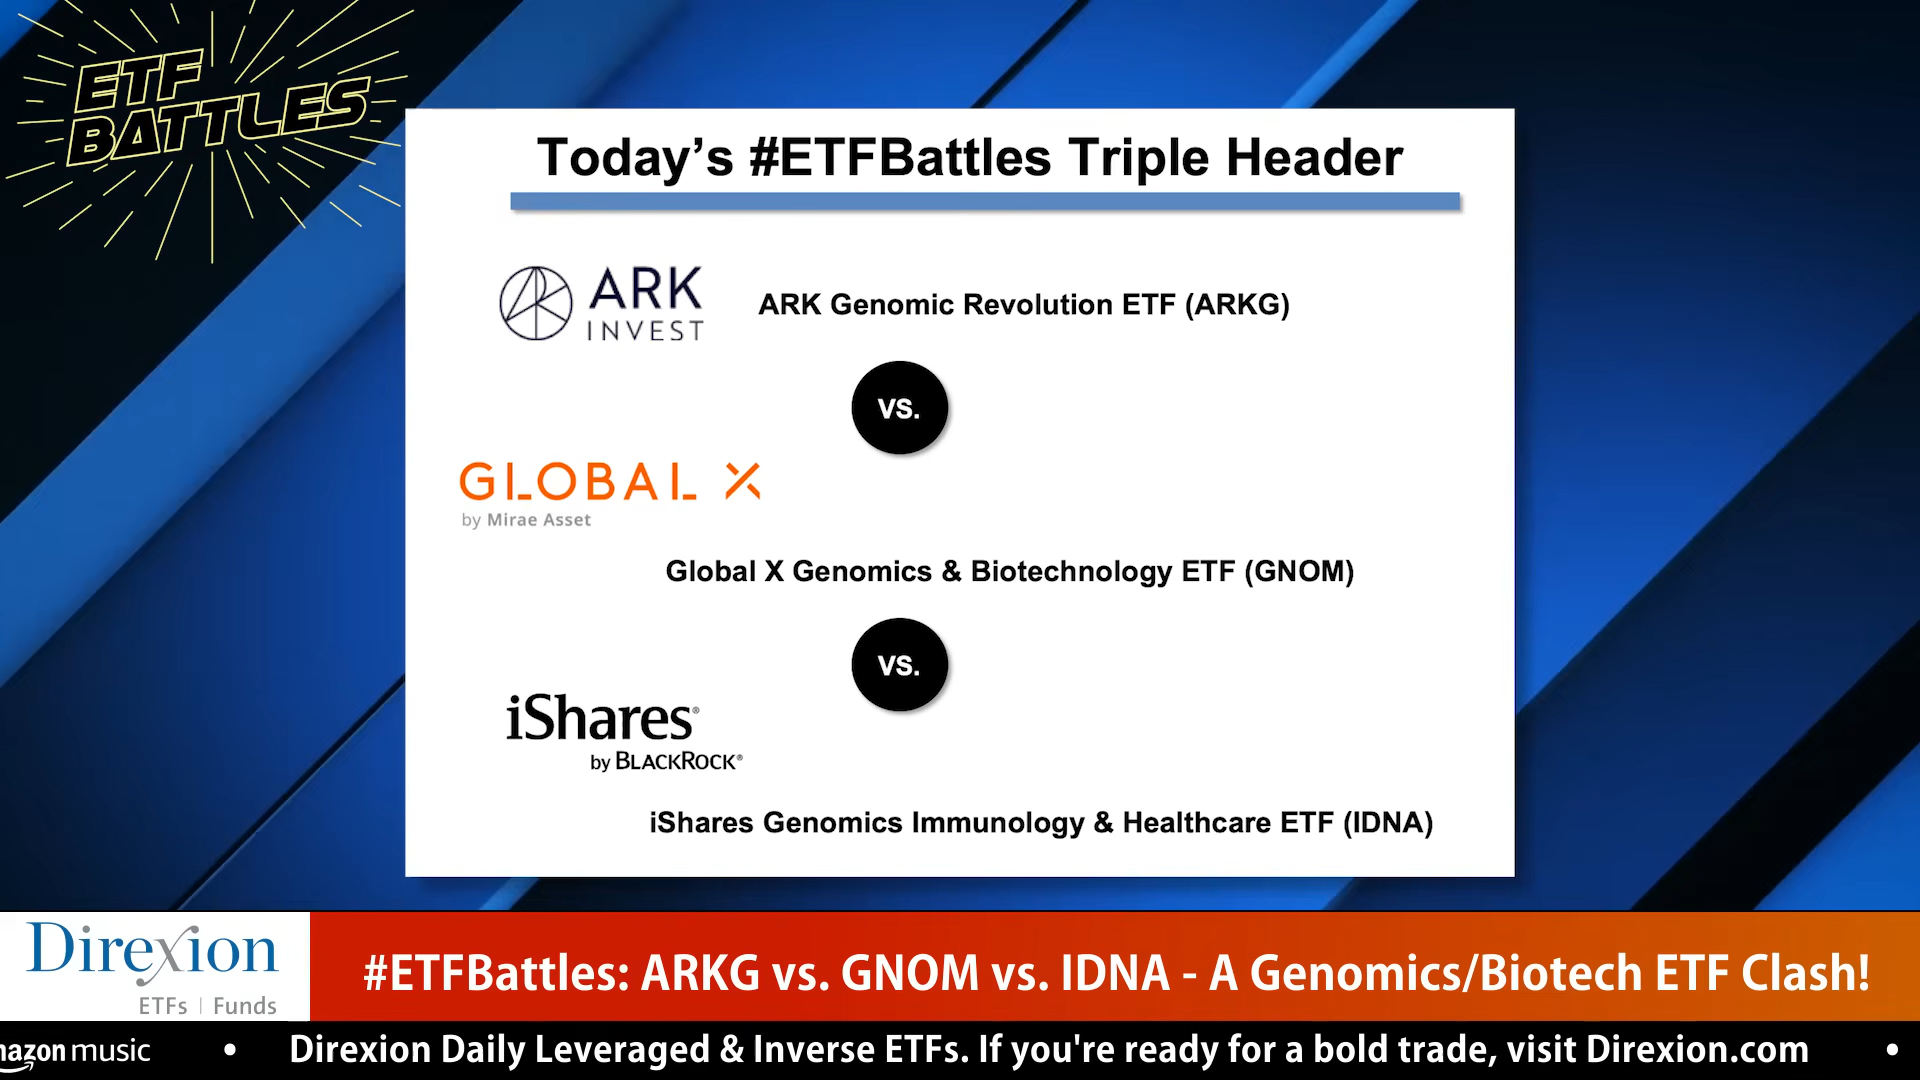 ETF
BATTLES
Today’s #ETFBattles Triple Header
ARK
INVEST
ARK Genomic Revolution ETF (ARKG)
VS.
GLOBAL X
by Mirae Asset
Global X Genomics & Biotechnology ETF (GNOM)
VS.
iShares®
by BLACKROCK®
iShares Genomics Immunology & Healthcare ETF (IDNA)
Direxion
ETFs | Funds
#ETFBattles: ARKG vs. GNOM vs. IDNA - A Genomics/Biotech ETF Clash!
mazon music • Direxion Daily Leveraged & Inverse ETFs. If you're ready for a bold trade, visit Direxion.com •